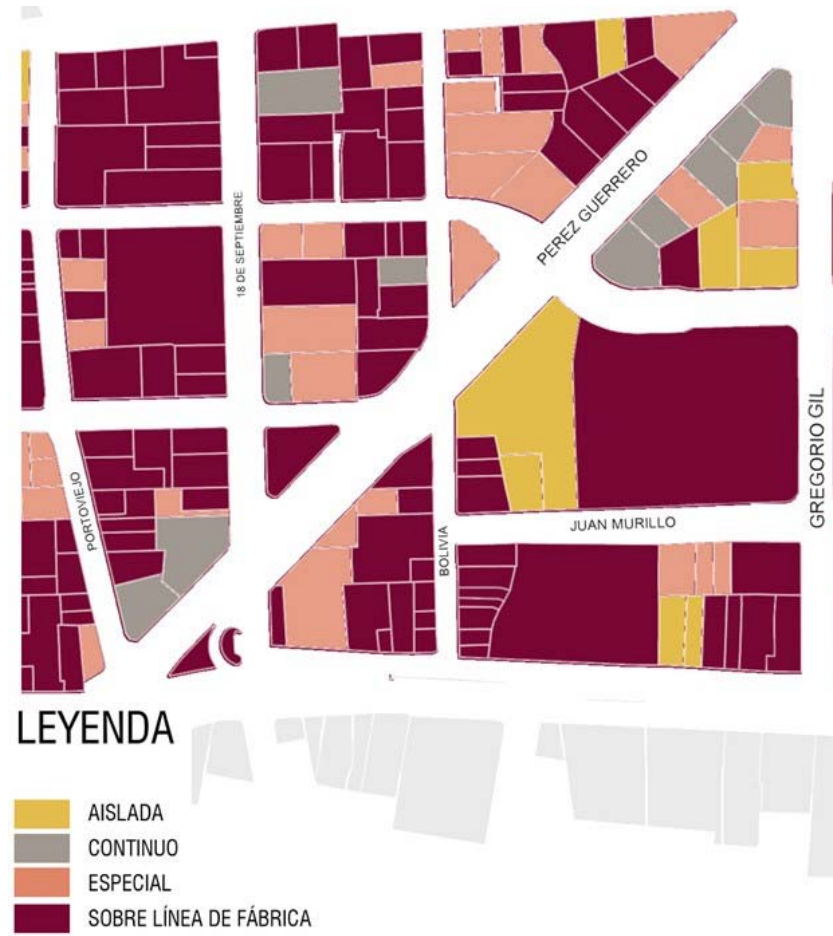 18 DE SEPTIEMBRE
PEREZ GUERRERO
GREGORIO GIL
PORTOVIEJO
BOLIVIA
JUAN MURILLO
LEYENDA
AISLADA
CONTINUO
ESPECIAL
SOBRE LÍNEA DE FÁBRICA